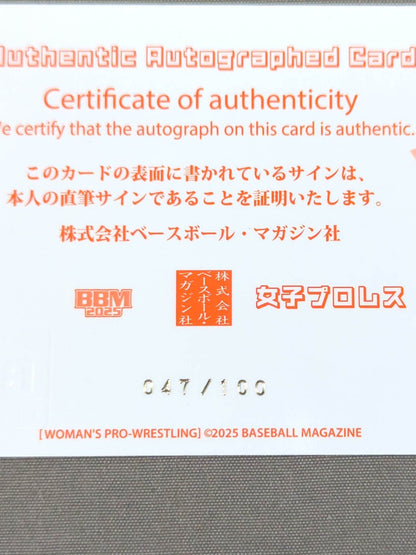 Authentic Autographed Card
Certificate of authenticity
We certify that the autograph on this card is authentic.
このカードの表面に書かれているサインは、
本人の直筆サインであることを証明いたします。
株式会社ベースボール・マガジン社
BBM
2025
株式会社
ベースボール・
マガジン社
女子プロレス
047/100
[WOMAN'S PRO-WRESTLING] ©2025 BASEBALL MAGAZINE